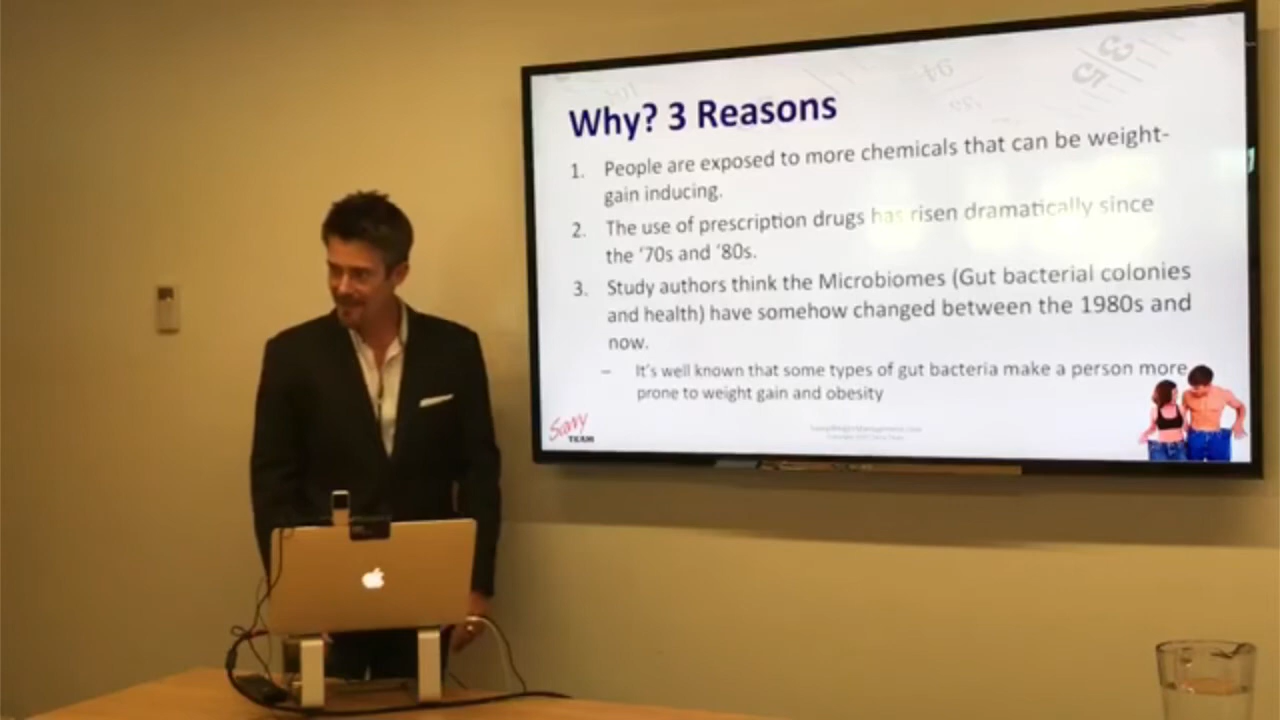 Why? 3 Reasons
1. People are exposed to more chemicals that can be weight-
gain inducing.
2. The use of prescription drugs has risen dramatically since
the '70s and '80s.
3. Study authors think the Microbiomes (Gut bacterial colonies
and health) have somehow changed between the 1980s and
now.
– It's well known that some types of gut bacteria make a person more
prone to weight gain and obesity
Savvy
TEAM
35
94